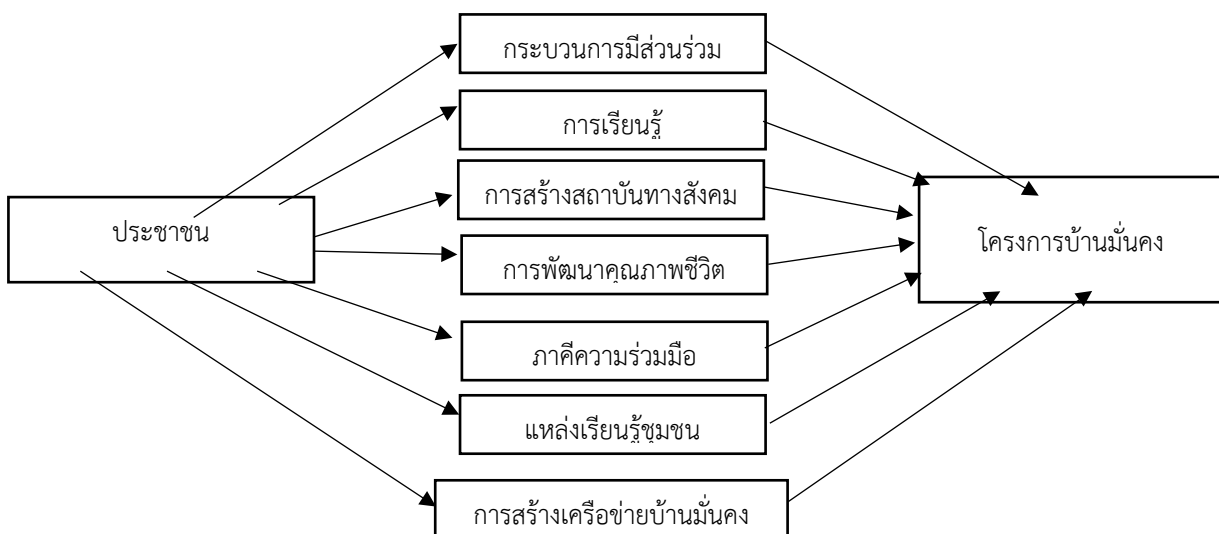 กระบวนการมีส่วนร่วม
การเรียนรู้
การสร้างสถาบันทางสังคม
ประชาชน
โครงการบ้านมั่นคง
การพัฒนาคุณภาพชีวิต
ภาคีความร่วมมือ
แหล่งเรียนรู้ชุมชน
การสร้างเครือข่ายบ้านมั่นคง